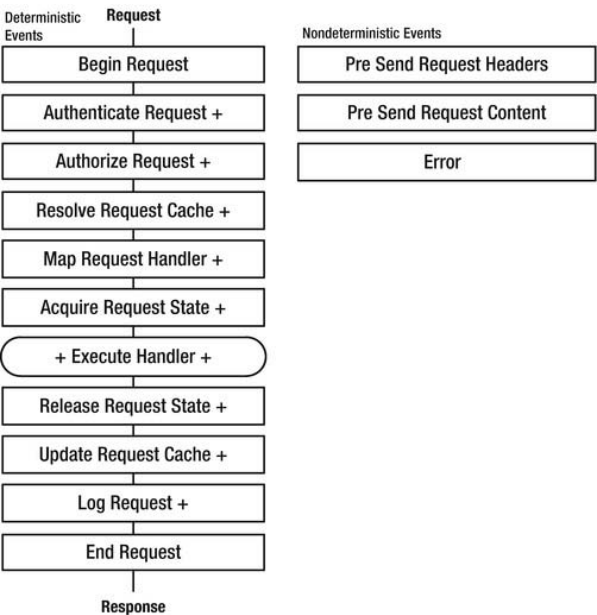 Deterministic
Events
Request
Begin Request
Authenticate Request +
Authorize Request +
Resolve Request Cache +
Map Request Handler +
Acquire Request State +
+ Execute Handler +
Release Request State +
Update Request Cache +
Log Request +
End Request
Response
Nondeterministic Events
Pre Send Request Headers
Pre Send Request Content
Error